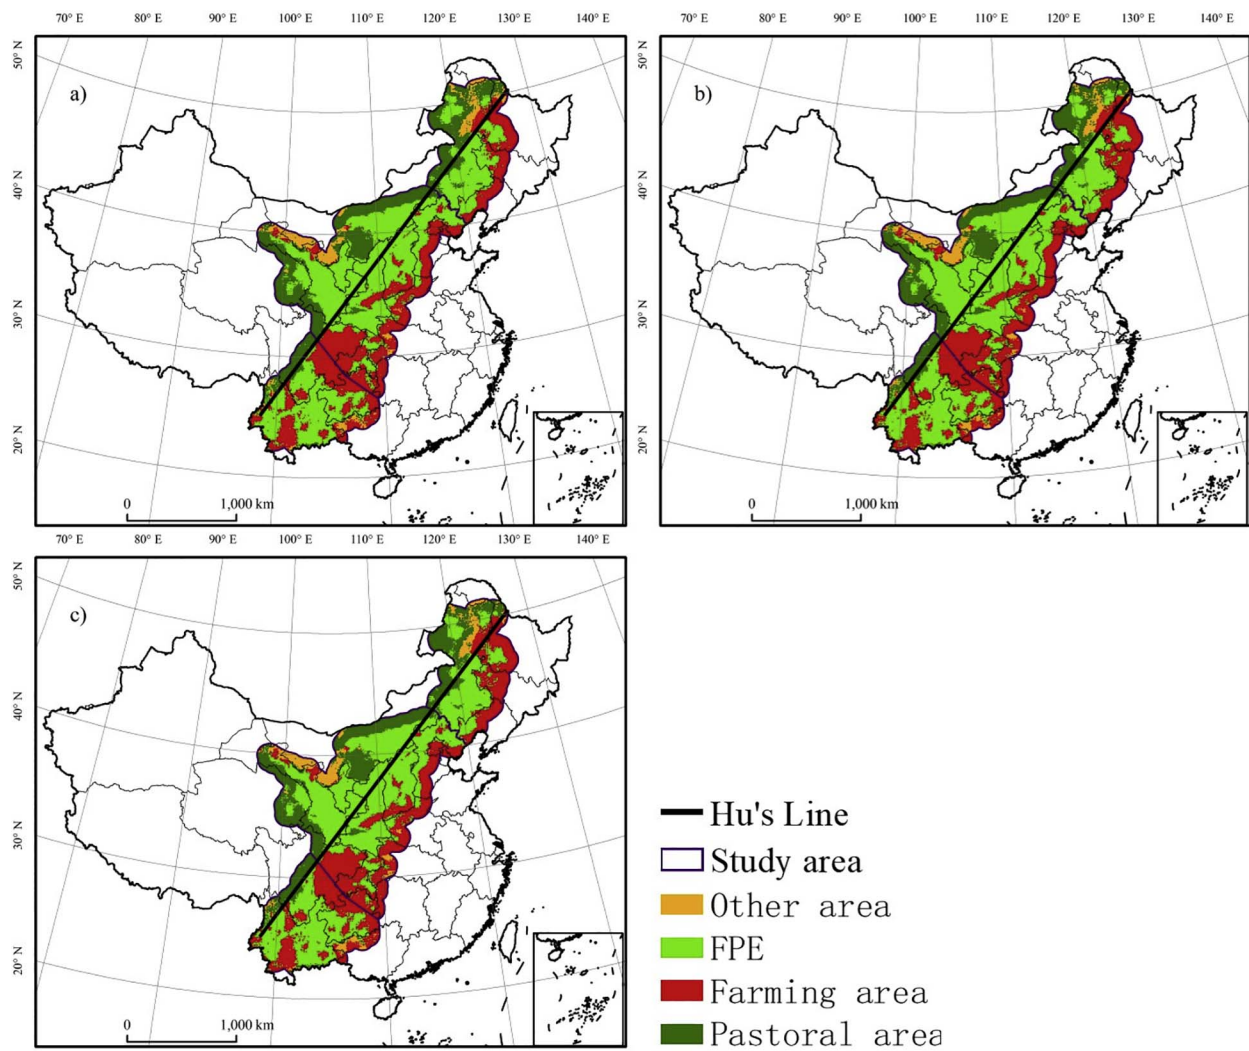 70° E 80° E 90° E 100° E 110° E 120° E 130° E 140° E
70° E 80° E 90° E 100° E 110° E 120° E 130° E 140° E
50° N
40° N
30° N
20° N
a)
0 1,000 km
50° N
40° N
30° N
20° N
b)
0 1,000 km
70° E 80° E 90° E 100° E 110° E 120° E 130° E 140° E
50° N
40° N
30° N
20° N
c)
0 1,000 km
Hu's Line
Study area
Other area
FPE
Farming area
Pastoral area